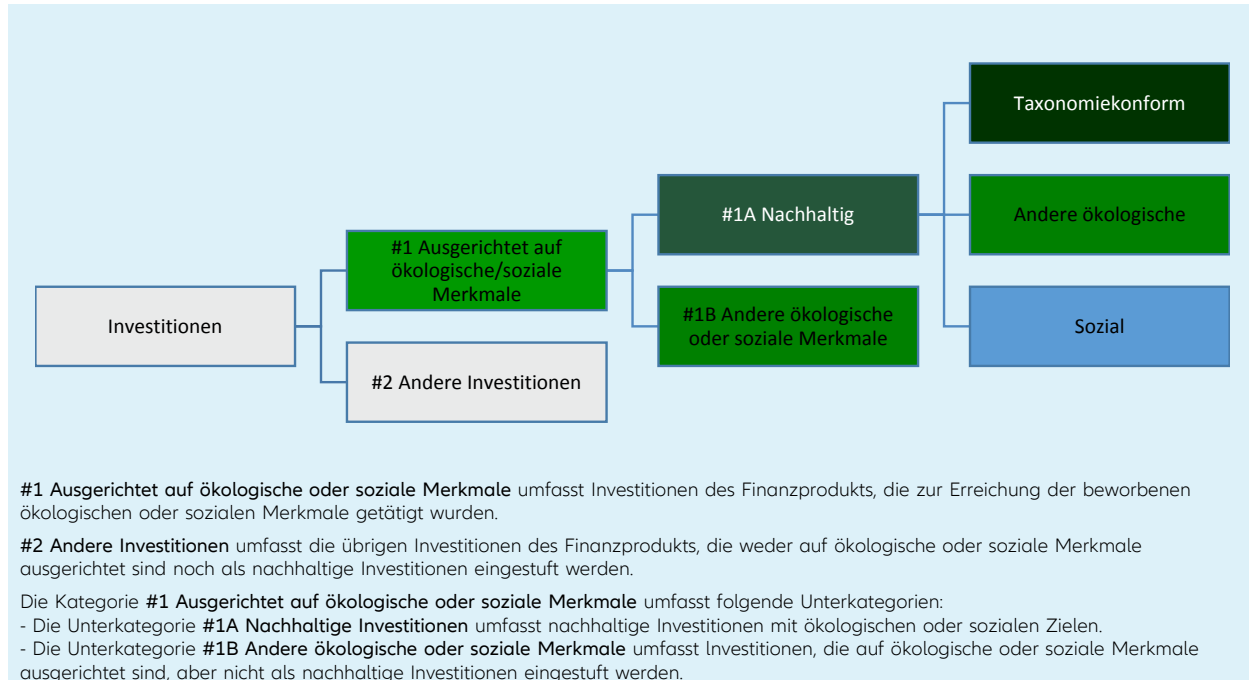 Taxonomiekonform
#1A Nachhaltig
Andere ökologische
#1 Ausgerichtet auf
ökologische/soziale
Merkmale
#1B Andere ökologische
oder soziale Merkmale
Sozial
Investitionen
#2 Andere Investitionen
#1 Ausgerichtet auf ökologische oder soziale Merkmale umfasst Investitionen des Finanzprodukts, die zur Erreichung der beworbenen
ökologischen oder sozialen Merkmale getätigt wurden.
#2 Andere Investitionen umfasst die übrigen Investitionen des Finanzprodukts, die weder auf ökologische oder soziale Merkmale
ausgerichtet sind noch als nachhaltige Investitionen eingestuft werden.
Die Kategorie #1 Ausgerichtet auf ökologische oder soziale Merkmale umfasst folgende Unterkategorien:
- Die Unterkategorie #1A Nachhaltige Investitionen umfasst nachhaltige Investitionen mit ökologischen oder sozialen Zielen.
- Die Unterkategorie #1B Andere ökologische oder soziale Merkmale umfasst Investitionen, die auf ökologische oder soziale Merkmale
ausgerichtet sind, aber nicht als nachhaltige Investitionen eingestuft werden.